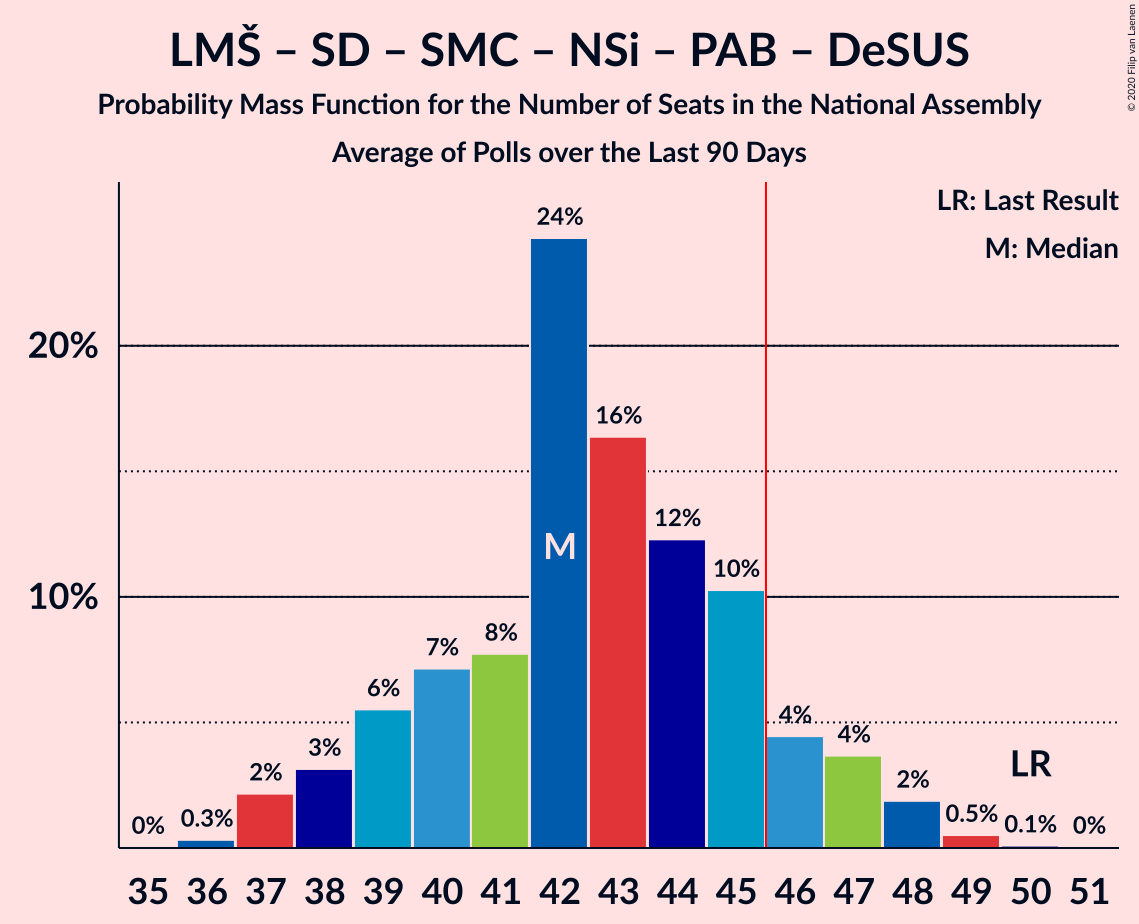 LMŠ – SD – SMC – NSi – PAB – DeSUS
Probability Mass Function for the Number of Seats in the National Assembly
Average of Polls over the Last 90 Days
© 2020 Filip van Laenen
LR: Last Result
M: Median
20%
10%
0%
0.3%
2%
3%
6%
7%
8%
24%
16%
12%
10%
4%
4%
2%
0.5%
0.1%
0%
M
LR
35 36 37 38 39 40 41 42 43 44 45 46 47 48 49 50 51